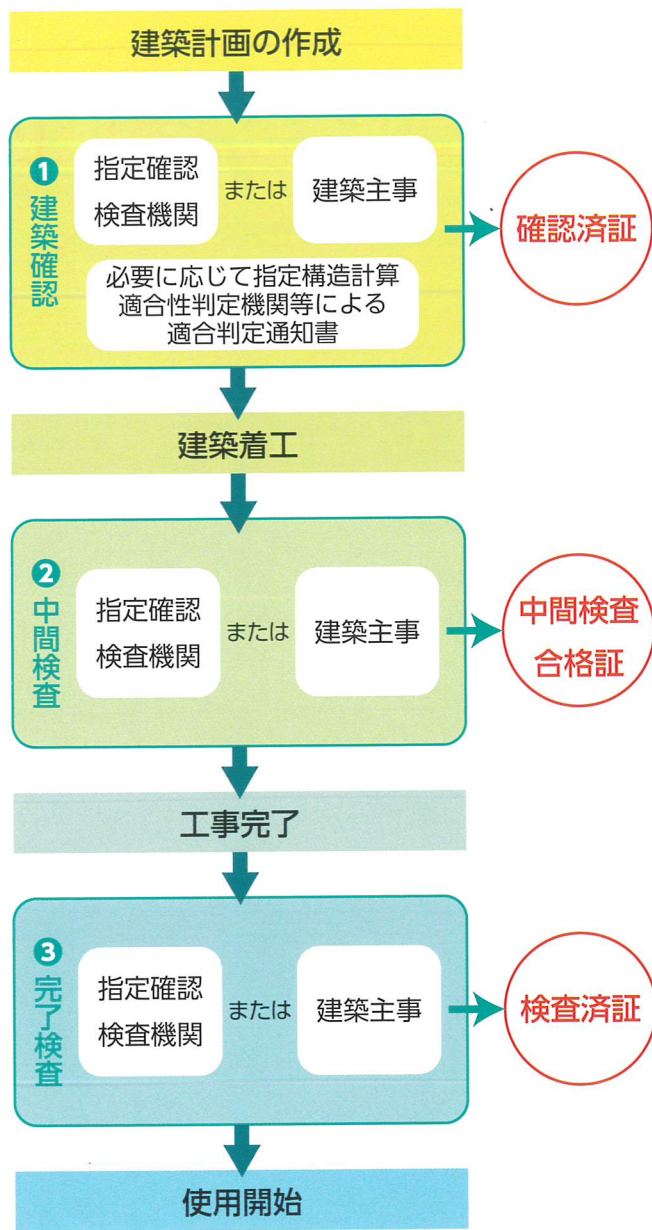 建築計画の作成
❶建築確認
指定確認
検査機関
または
建築主事
確認済証
必要に応じて指定構造計算
適合性判定機関等による
適合判定通知書
建築着工
❷中間検査
指定確認
検査機関
または
建築主事
中間検査
合格証
工事完了
❸完了検査
指定確認
検査機関
または
建築主事
検査済証
使用開始